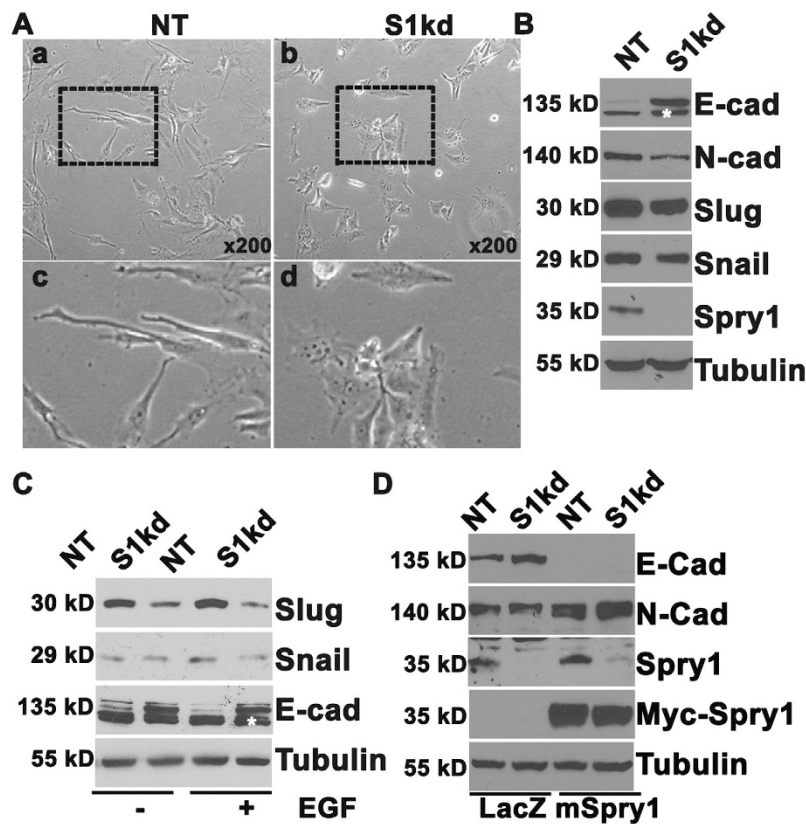 A NT S1kd
a b
x200 x200
c d
B NT S1kd
135 kD * E-cad
140 kD N-cad
30 kD Slug
29 kD Snail
35 kD Spry1
55 kD Tubulin
C NT S1kd NT S1kd
30 kD Slug
29 kD Snail
135 kD * E-cad
55 kD Tubulin
- + EGF
D NT S1kd NT S1kd
135 kD E-Cad
140 kD N-Cad
35 kD Spry1
35 kD Myc-Spry1
55 kD Tubulin
LacZ mSpry1